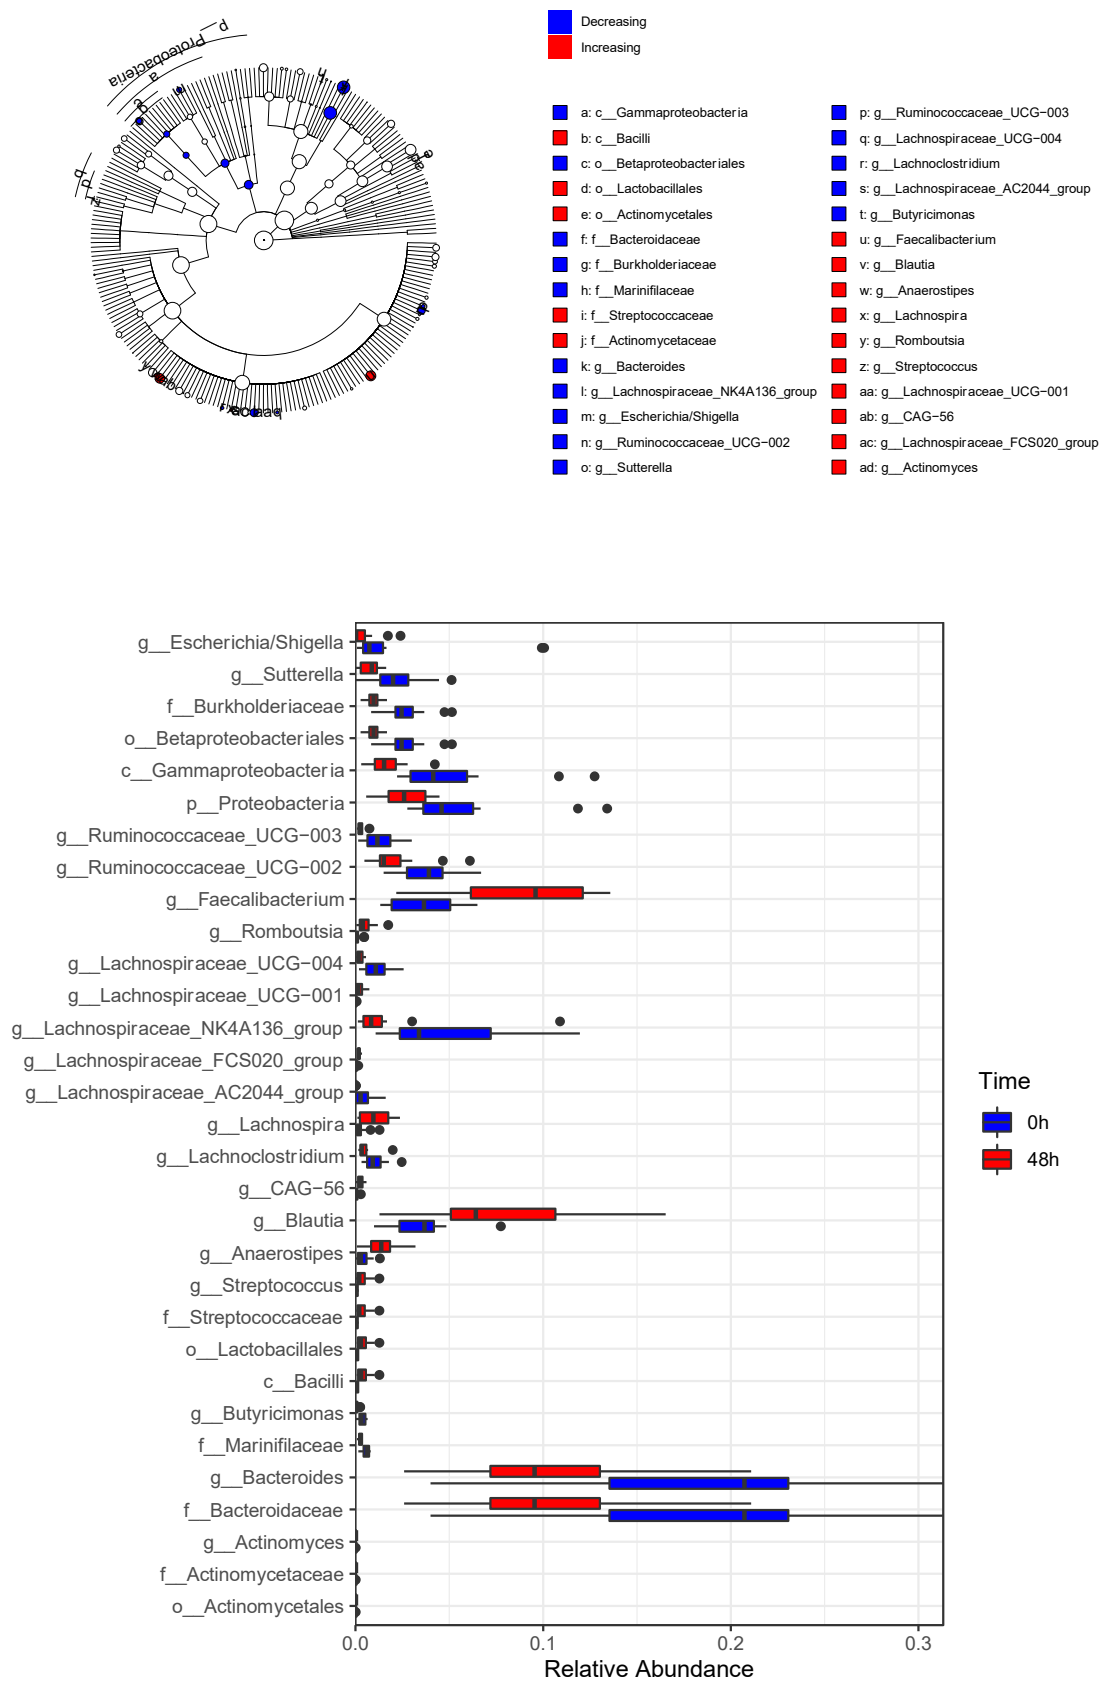 p_
Proteobacteria
a
Decreasing
Increasing
a: c__Gammaproteobacteria
b: c__Bacilli
c: o__Betaproteobacteriales
d: o__Lactobacillales
e: o__Actinomycetales
f: f__Bacteroidaceae
g: f__Burkholderiaceae
h: f__Marinifilaceae
i: f__Streptococcaceae
j: f__Actinomycetaceae
k: g__Bacteroides
l: g__Lachnospiraceae_NK4A136_group
m: g__Escherichia/Shigella
n: g__Ruminococcaceae_UCG−002
o: g__Sutterella
p: g__Ruminococcaceae_UCG−003
q: g__Lachnospiraceae_UCG−004
r: g__Lachnoclostridium
s: g__Lachnospiraceae_AC2044_group
t: g__Butyricimonas
u: g__Faecalibacterium
v: g__Blautia
w: g__Anaerostipes
x: g__Lachnospira
y: g__Romboutsia
z: g__Streptococcus
aa: g__Lachnospiraceae_UCG−001
ab: g__CAG−56
ac: g__Lachnospiraceae_FCS020_group
ad: g__Actinomyces
g__Escherichia/Shigella
g__Sutterella
f__Burkholderiaceae
o__Betaproteobacteriales
c__Gammaproteobacteria
p__Proteobacteria
g__Ruminococcaceae_UCG−003
g__Ruminococcaceae_UCG−002
g__Faecalibacterium
g__Romboutsia
g__Lachnospiraceae_UCG−004
g__Lachnospiraceae_UCG−001
g__Lachnospiraceae_NK4A136_group
g__Lachnospiraceae_FCS020_group
g__Lachnospiraceae_AC2044_group
g__Lachnospira
g__Lachnoclostridium
g__CAG−56
g__Blautia
g__Anaerostipes
g__Streptococcus
f__Streptococcaceae
o__Lactobacillales
c__Bacilli
g__Butyricimonas
f__Marinifilaceae
g__Bacteroides
f__Bacteroidaceae
g__Actinomyces
f__Actinomycetaceae
o__Actinomycetales
0.0 0.1 0.2 0.3
Relative Abundance
Time
0h
48h